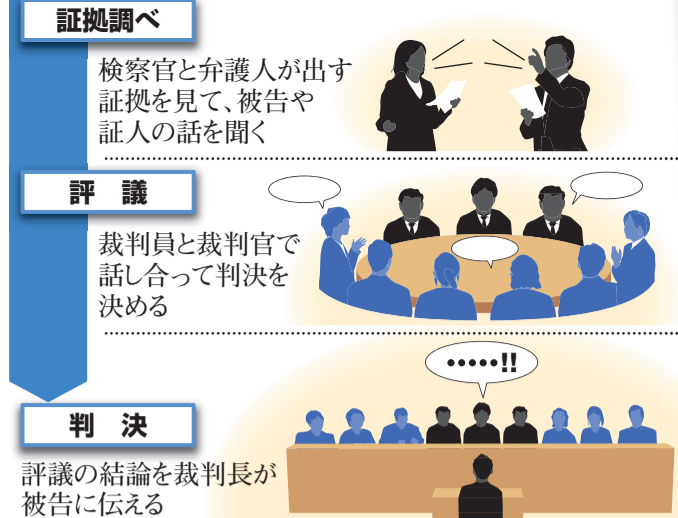 証拠調べ
検察官と弁護人が出す
証拠を見て、被告や
証人の話を聞く
評　議
裁判員と裁判官で
話し合って判決を
決める
•••••!!
判　決
評議の結論を裁判長が
被告に伝える